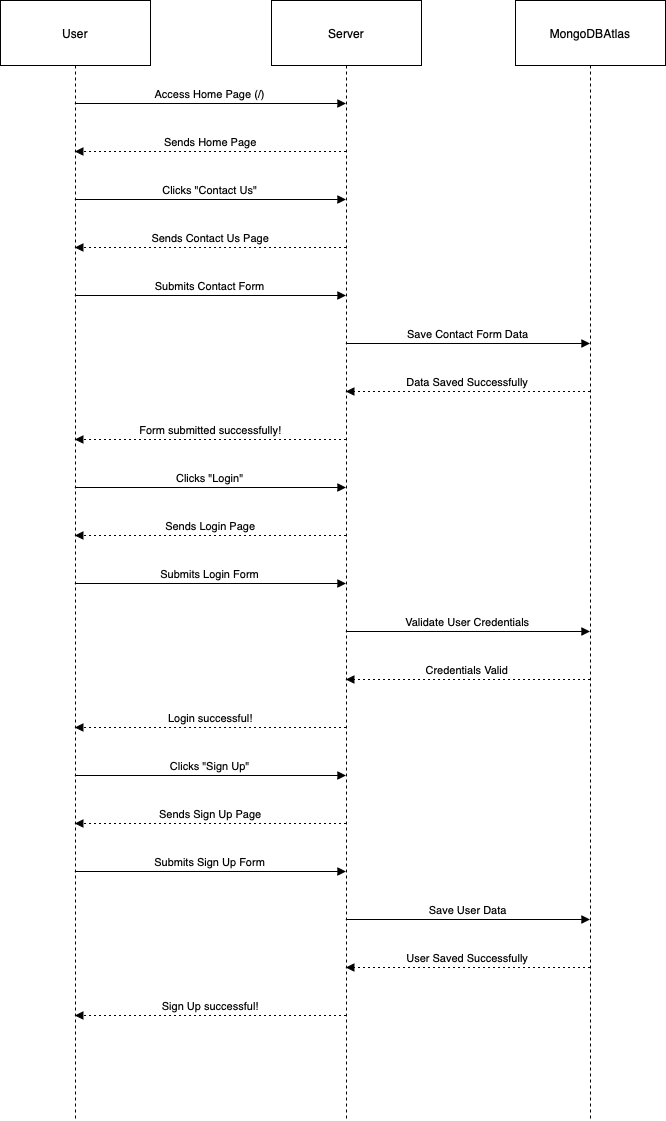 User
Server
MongoDBAtlas
Access Home Page (/)
Sends Home Page
Clicks "Contact Us"
Sends Contact Us Page
Submits Contact Form
Save Contact Form Data
Data Saved Successfully
Form submitted successfully!
Clicks "Login"
Sends Login Page
Submits Login Form
Validate User Credentials
Credentials Valid
Login successful!
Clicks "Sign Up"
Sends Sign Up Page
Submits Sign Up Form
Save User Data
User Saved Successfully
Sign Up successful!